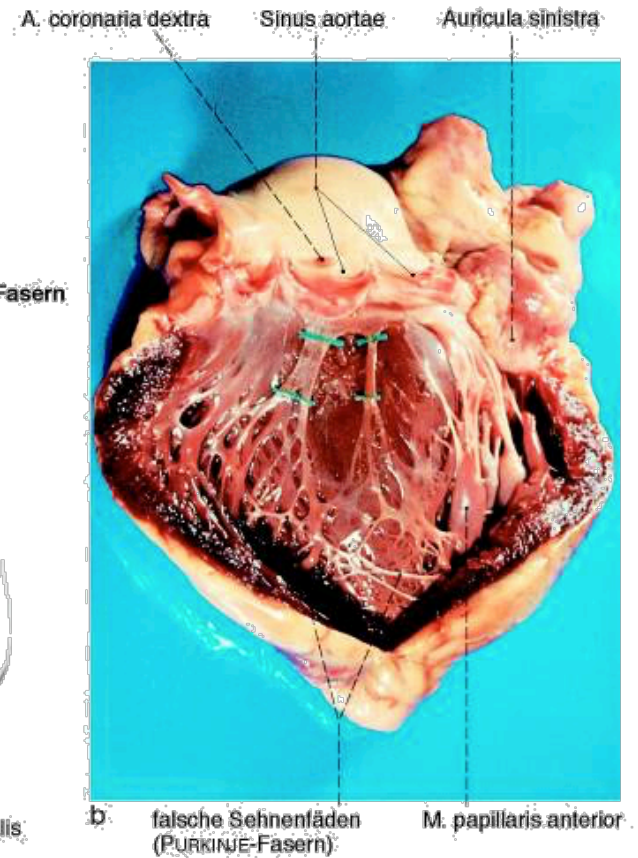 A. coronaria dextra
Sinus aortae
Auricula sinistra
Fasern
b
falsche Sehnenfäden
(PURKINJE-Fasern)
M. papillaris anterior
lis